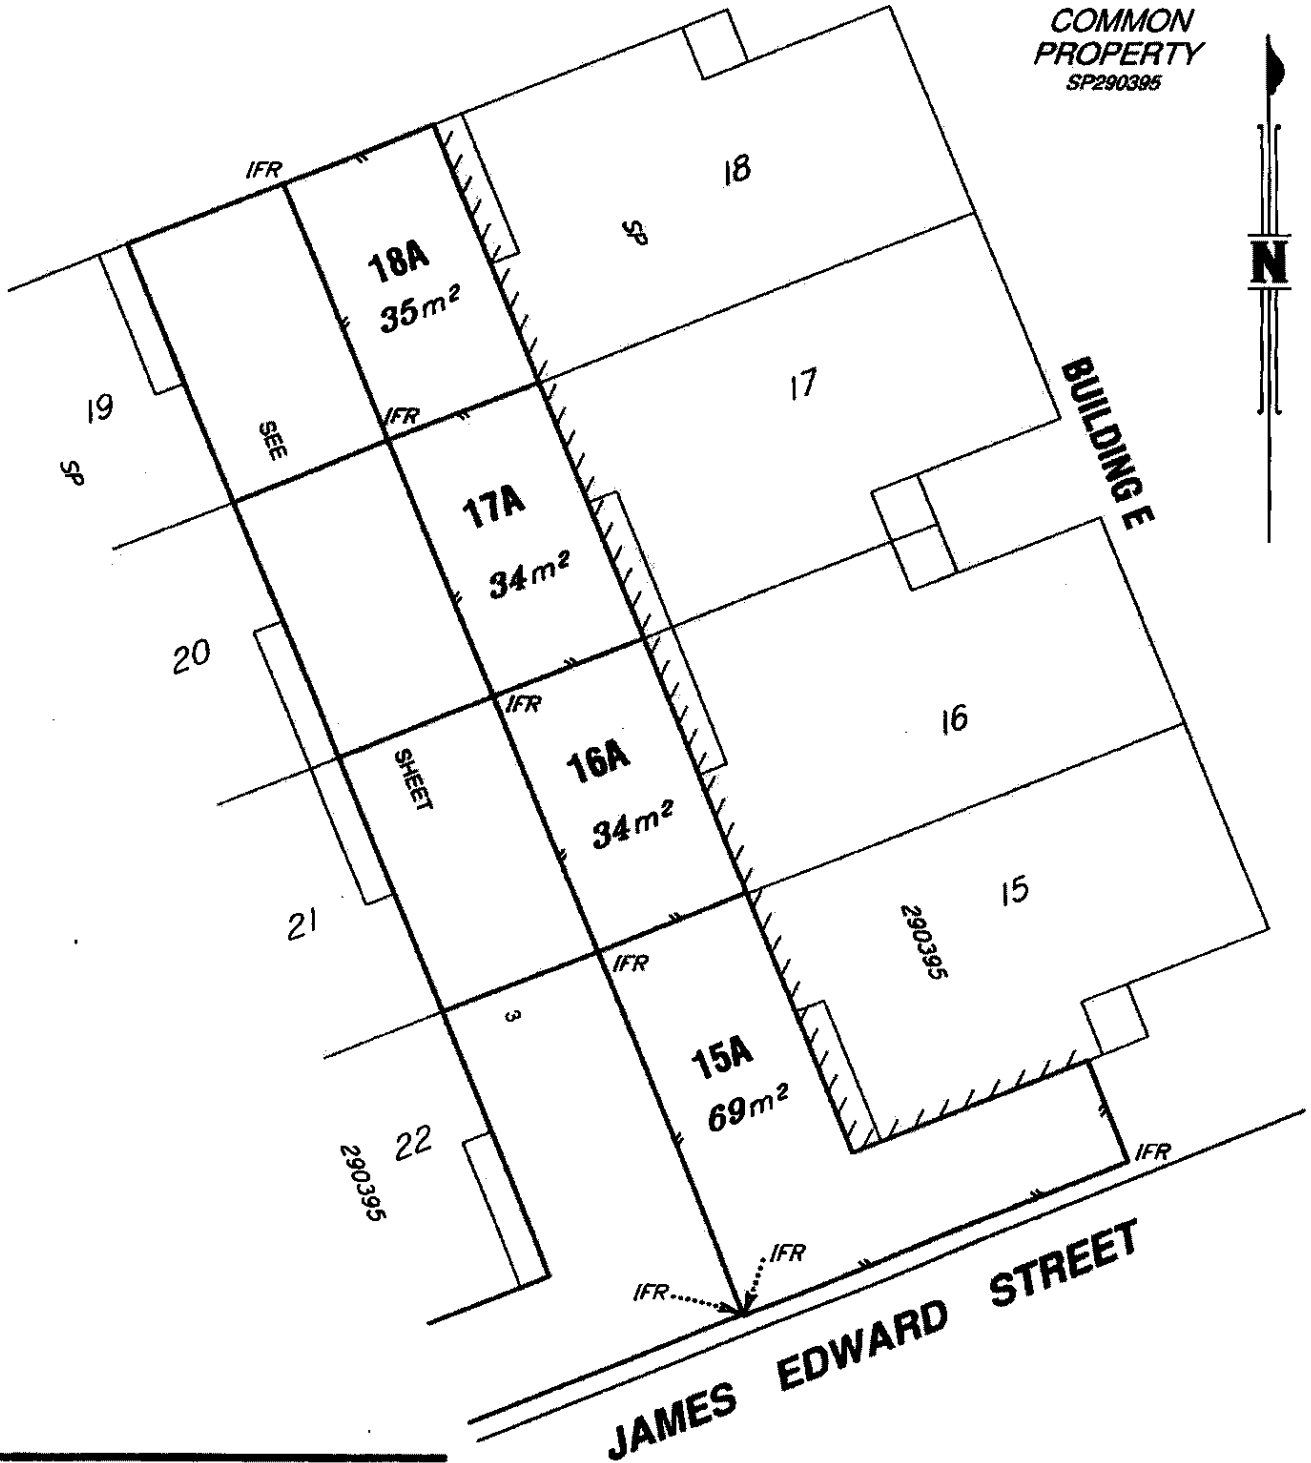 COMMON
PROPERTY
SP290395
IFR
18
SP
18A
35m²
N
17
BUILDING E
19
SP
SEE
IFR
17A
34m²
20
IFR
16
SHEET
16A
34m²
15
290395
21
IFR
3
15A
69m²
22
290395
IFR
IFR
IFR
JAMES EDWARD STREET